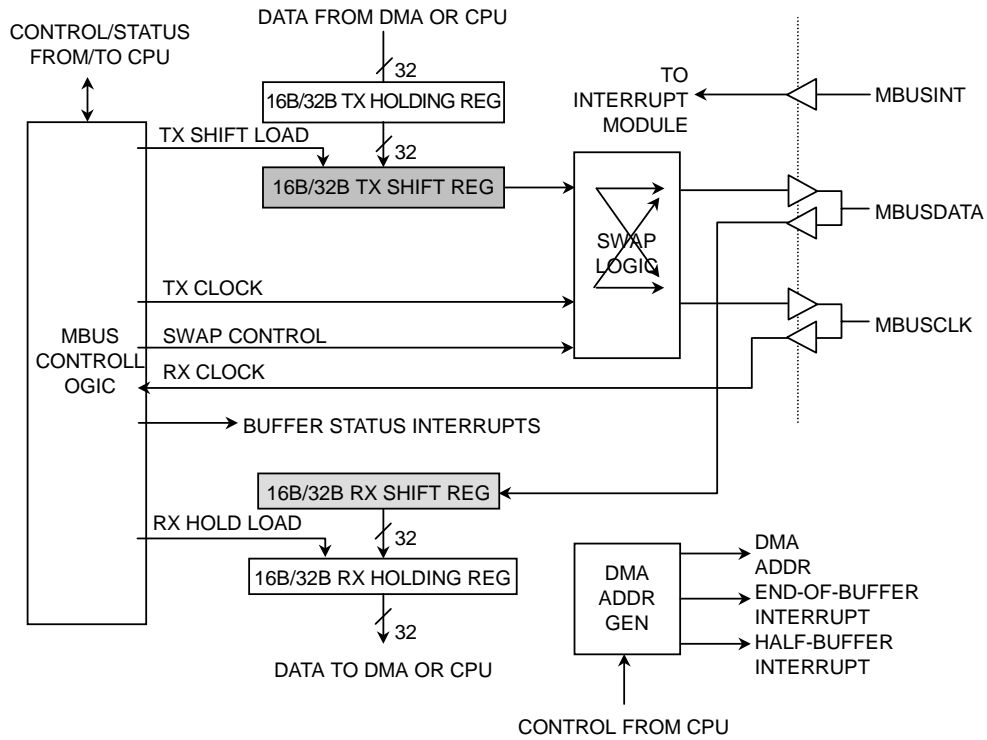 DATA FROM DMA OR CPU
CONTROL/STATUS
FROM/TO CPU
32
16B/32B TX HOLDING REG
TO
INTERRUPT
MODULE
MBUSINT
TX SHIFT LOAD
32
16B/32B TX SHIFT REG
MBUSDATA
SWAP
LOGIC
TX CLOCK
MBUSCLK
SWAP CONTROL
MBUS
CONTROLL
OGIC
RX CLOCK
BUFFER STATUS INTERRUPTS
16B/32B RX SHIFT REG
RX HOLD LOAD
32
16B/32B RX HOLDING REG
32
DATA TO DMA OR CPU
DMA
ADDR
GEN
DMA
ADDR
END-OF-BUFFER
INTERRUPT
HALF-BUFFER
INTERRUPT
CONTROL FROM CPU